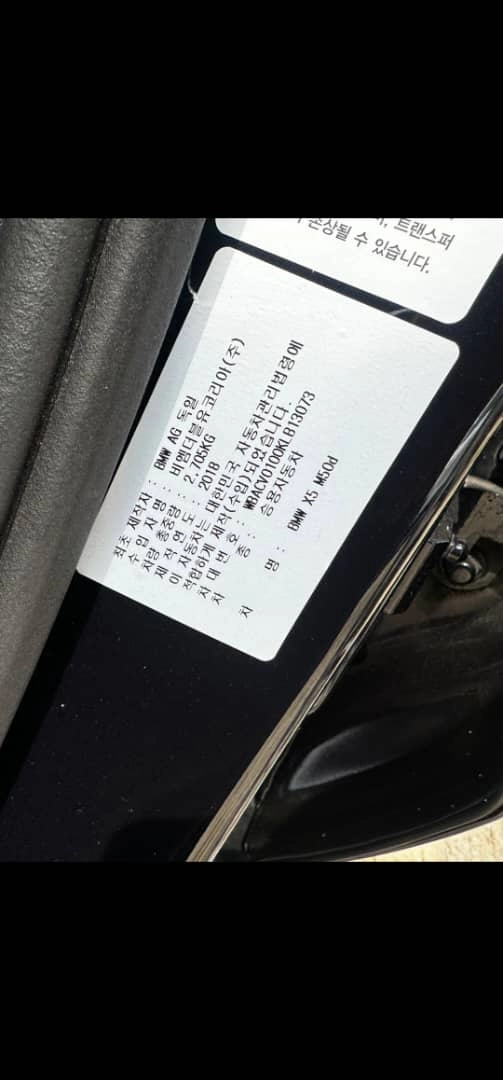 트랜스퍼
손상될 수 있습니다.
최초 제작자 : BMW AG 독일
수입 자명 : 비엠더블유코리아(주)
차량 총중량 : 2,705KG
제 작연 도 : 2018
이 자동차는 대한민국 자동차관리법령에
적합하게 제작(수입)되었습니다.
차 대 번 호 : WBACV0100KLB13073
차 종 : 승용자동차
차 명 : BMW X5 M50d